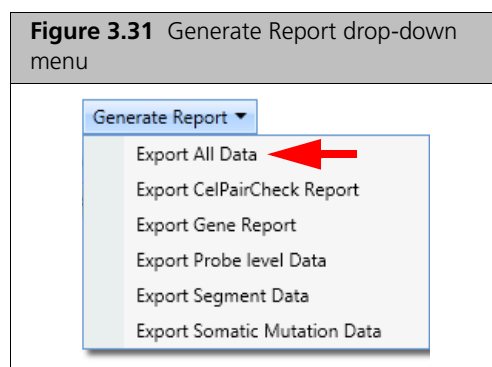 Figure 3.31 Generate Report drop-down
menu
Generate Report
Export All Data
Export CelPairCheck Report
Export Gene Report
Export Probe level Data
Export Segment Data
Export Somatic Mutation Data